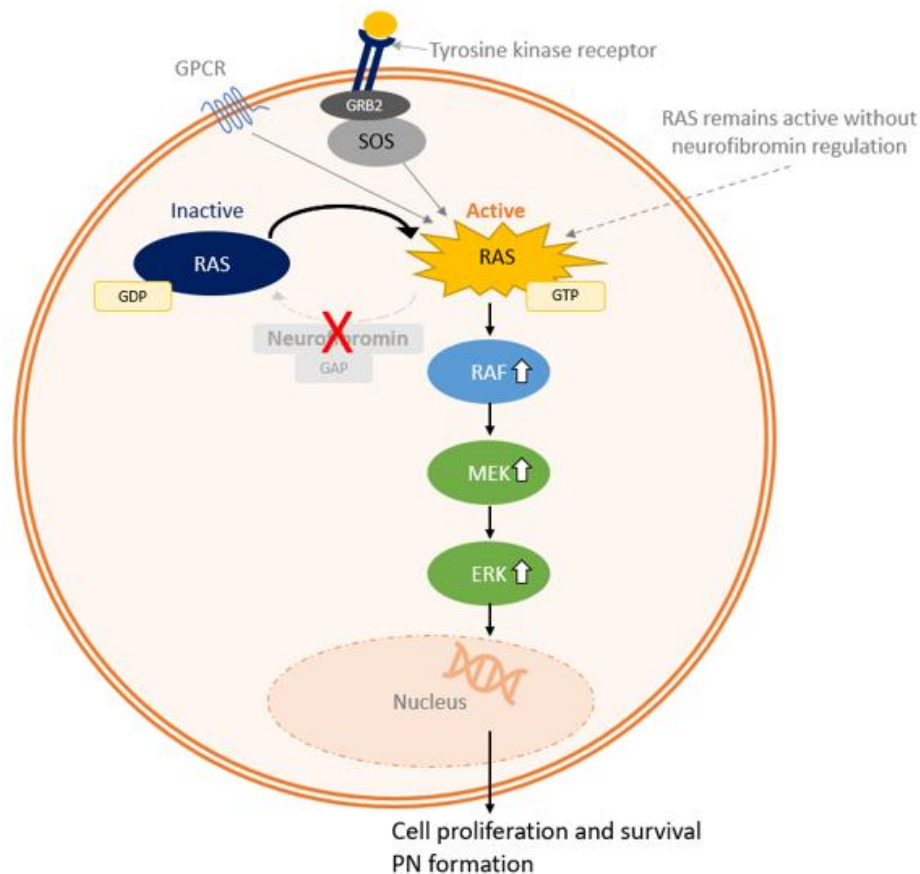 Tyrosine kinase receptor
GPCR
GRB2
SOS
RAS remains active without
neurofibromin regulation
Inactive
Active
RAS
RAS
GDP
GTP
Neurofibromin
GAP
RAF
MEK
ERK
Nucleus
Cell proliferation and survival
PN formation